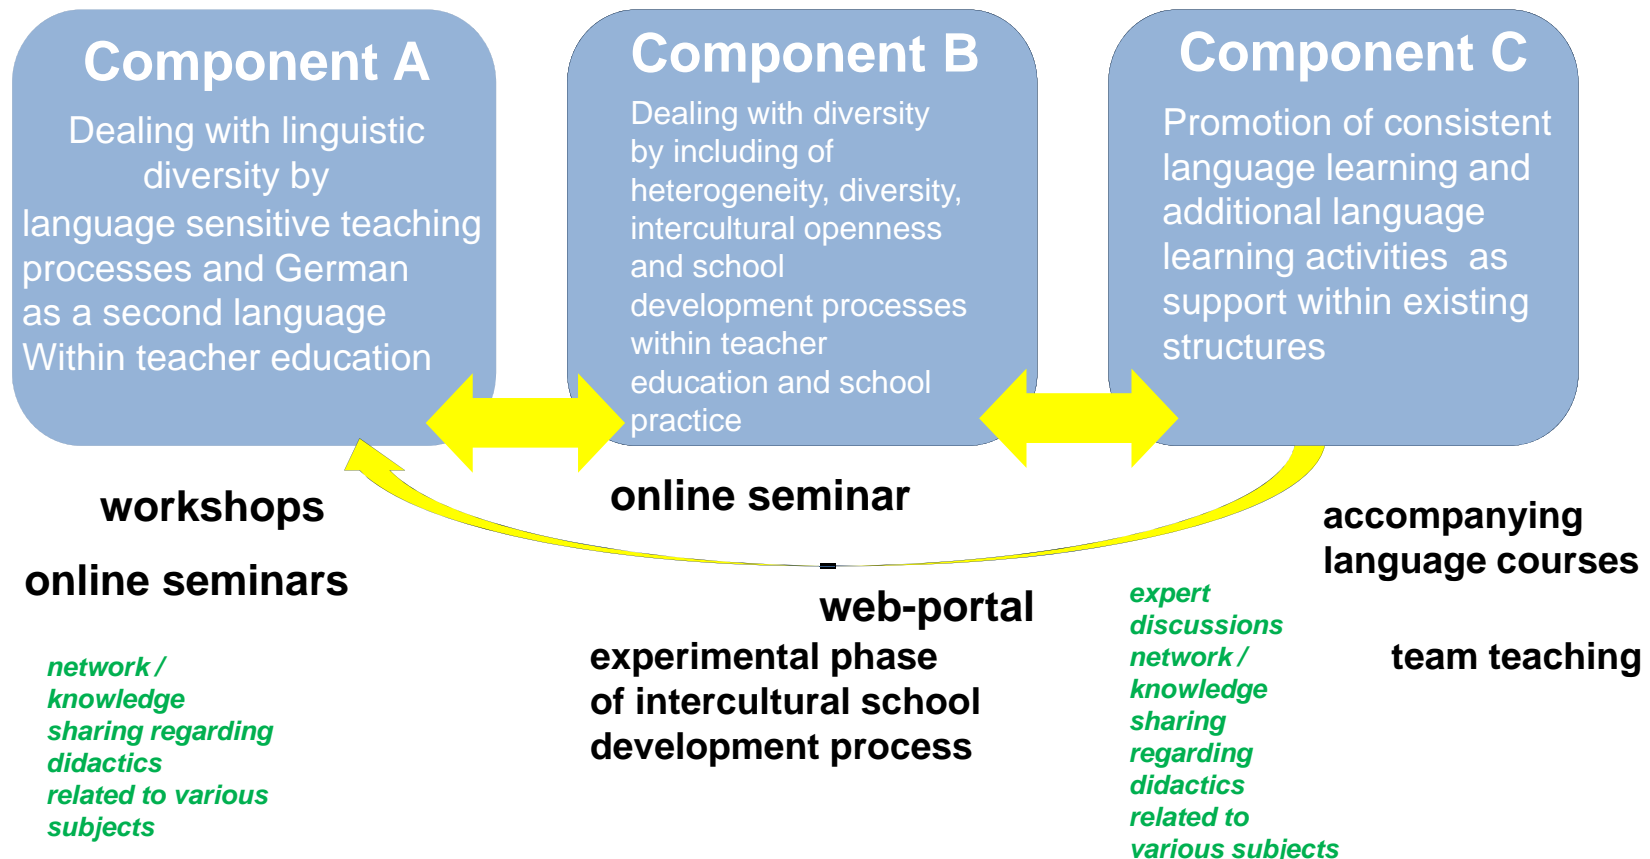 Component A
Dealing with linguistic
diversity by
language sensitive teaching
processes and German
as a second language
Within teacher education
Component B
Dealing with diversity
by including of
heterogeneity, diversity,
intercultural openness
and school
development processes
within teacher
education and school
practice
Component C
Promotion of consistent
language learning and
additional language
learning activities as
support within existing
structures
workshops
online seminars
network /
knowledge
sharing regarding
didactics
related to various
subjects
online seminar
web-portal
experimental phase
of intercultural school
development process
accompanying
language courses
expert
discussions
network /
knowledge
sharing
regarding
didactics
related to
various subjects
team teaching